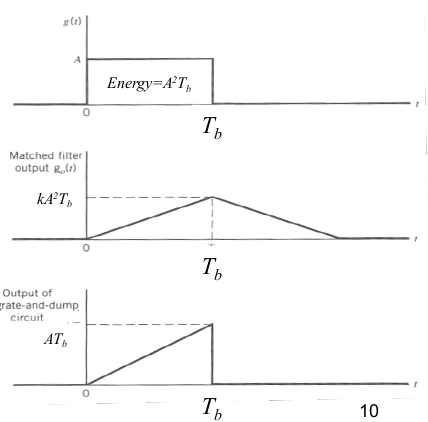 g(t)
A
Energy=A²T_b
0
t
T_b
Matched filter
output g_o(t)
kA²T_b
0
t
T_b
Output of
grate-and-dump
circuit
AT_b
0
t
T_b
10